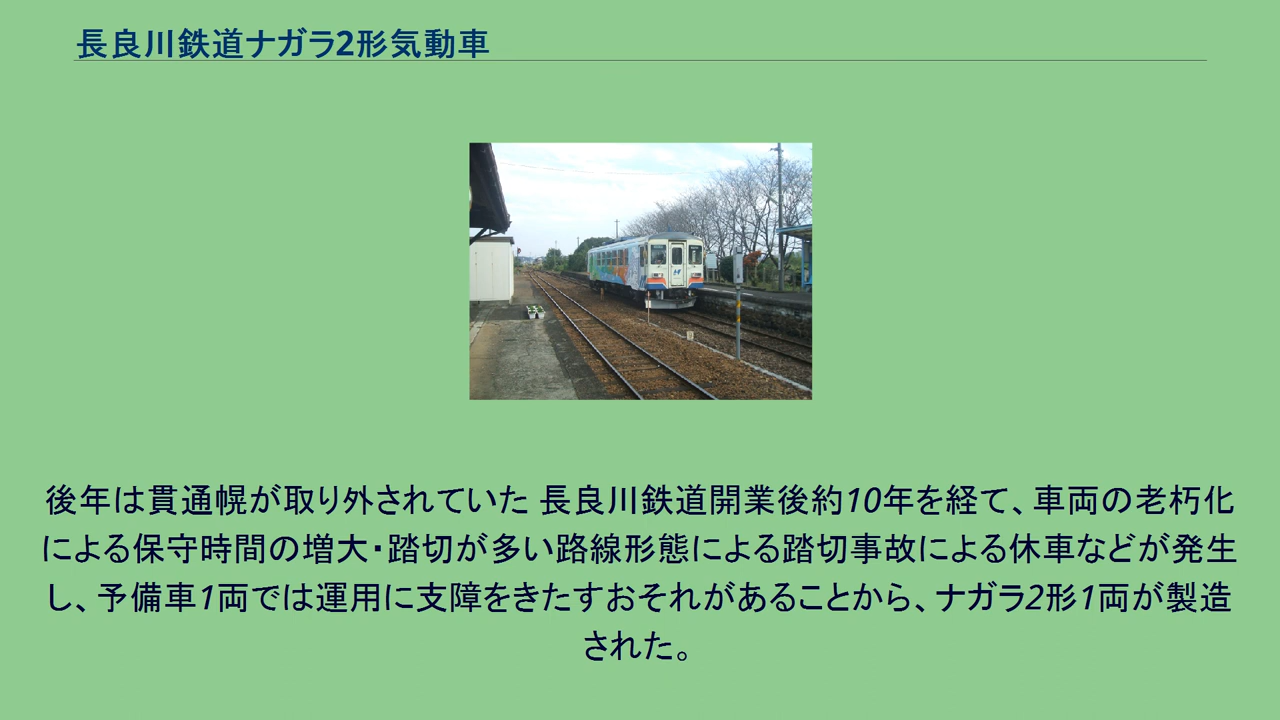 長良川鉄道ナガラ2形気動車
後年は貫通幌が取り外されていた 長良川鉄道開業後約10年を経て、車両の老朽化
による保守時間の増大・踏切が多い路線形態による踏切事故による休車などが発生
し、予備車1両では運用に支障をきたすおそれがあることから、ナガラ2形1両が製造
された。